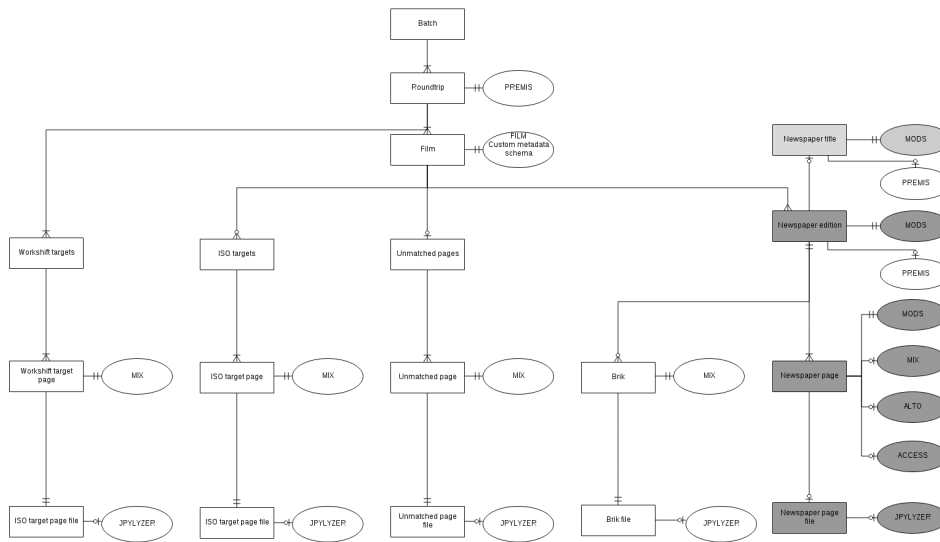 Batch
Roundtrip
PREMIS
FILM
Custom metadata
schema
Film
Newspaper title
MODS
PREMIS
Newspaper edition
MODS
PREMIS
Workshift targets
ISO targets
Unmatched pages
MODS
Workshift target
page
MIX
ISO target page
MIX
Unmatched page
MIX
Brik
MIX
Newspaper page
MIX
ALTO
ACCESS
ISO target page file
JPYLYZER
ISO target page file
JPYLYZER
Unmatched page
file
JPYLYZER
Brik file
JPYLYZER
Newspaper page
file
JPYLYZER